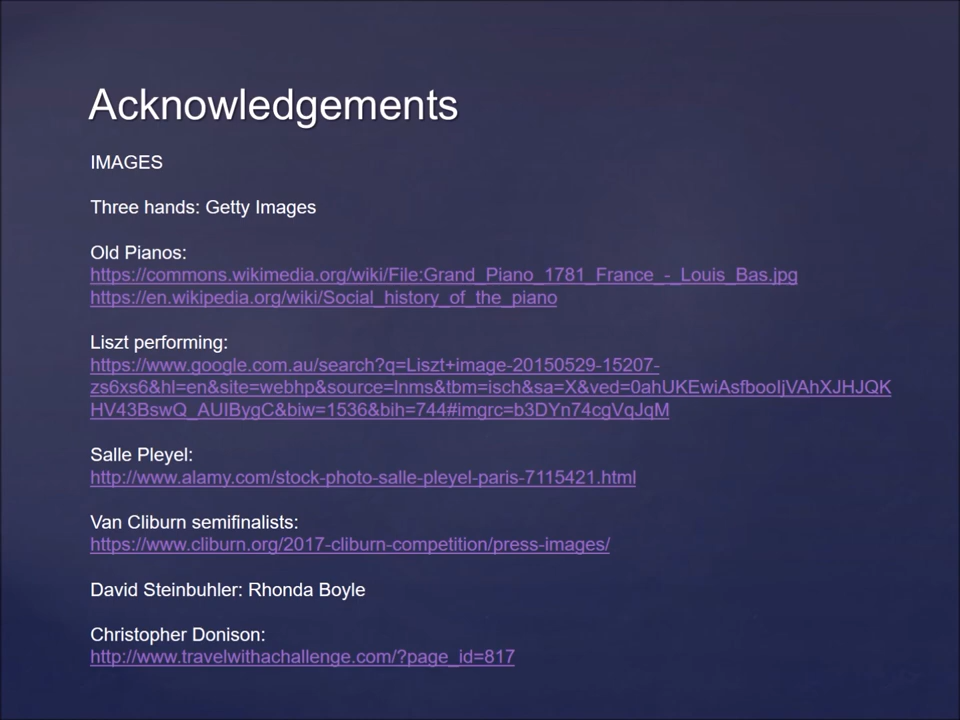 Acknowledgements
IMAGES
Three hands: Getty Images
Old Pianos:
https://commons.wikimedia.org/wiki/File:Grand_Piano_1781_France_-_Louis_Bas.jpg
https://en.wikipedia.org/wiki/Social_history_of_the_piano
Liszt performing:
https://www.google.com.au/search?q=Liszt+image-20150529-15207-
zs6xs6&hl=en&site=webhp&source=lnms&tbm=isch&sa=X&ved=0ahUKEwiAsfbooIjVAhXJHJQK
HV43BswQ_AUIBygC&biw=1536&bih=744#imgrc=b3DYn74cgVqJqM
Salle Pleyel:
http://www.alamy.com/stock-photo-salle-pleyel-paris-7115421.html
Van Cliburn semifinalists:
https://www.cliburn.org/2017-cliburn-competition/press-images/
David Steinbuhler: Rhonda Boyle
Christopher Donison:
http://www.travelwithachallenge.com/?page_id=817